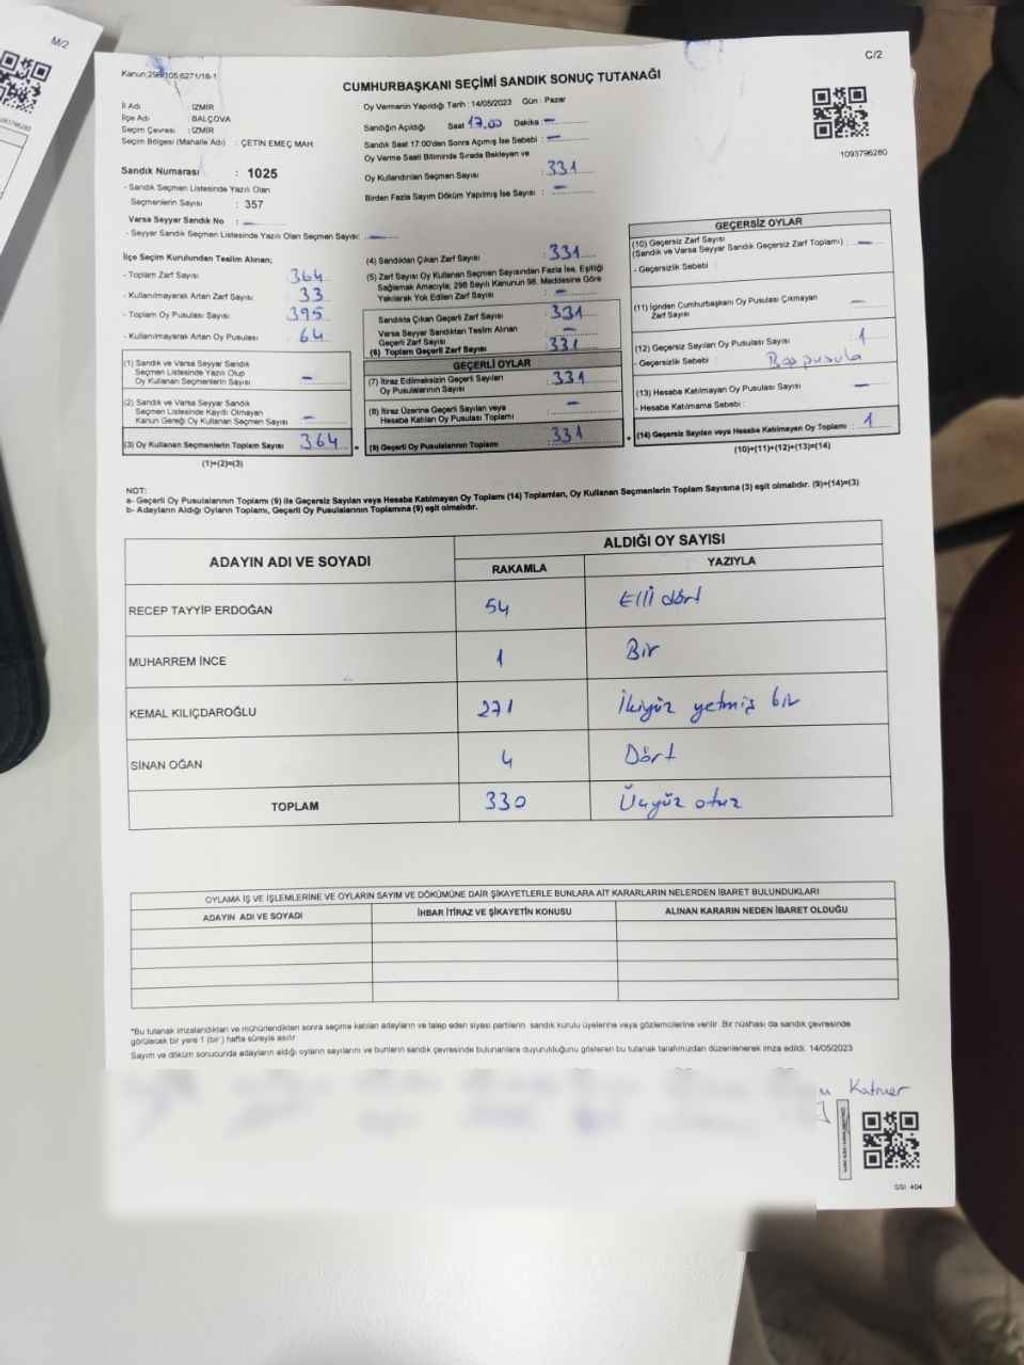 M/2
C/2
Kanun:298/105;6271/18-1
CUMHURBAŞKANI SEÇİMİ SANDIK SONUÇ TUTANAĞI
İl Adı : İZMİR
İlçe Adı : BALÇOVA
Seçim Çevresi : İZMİR
Seçim Bölgesi (Mahalle Adı) : ÇETİN EMEÇ MAH
Sandık Numarası : 1025
- Sandık Seçmen Listesinde Yazılı Olan
Seçmenlerin Sayısı : 357
Varsa Seyyar Sandık No : —
- Seyyar Sandık Seçmen Listesinde Yazılı Olan Seçmen Sayısı: —
Oy Vermenin Yapıldığı Tarih : 14/05/2023 Gün : Pazar
Sandığın Açıldığı Saat 17.00 Dakika : —
Sandık Saat 17:00'den Sonra Açılmış İse Sebebi : —
Oy Verme Saati Bitiminde Sırada Bekleyen ve
Oy Kullandırılan Seçmen Sayısı : 331
Birden Fazla Sayım Döküm Yapılmış İse Sayısı : —
1093796260
İlçe Seçim Kurulundan Teslim Alınan;
- Toplam Zarf Sayısı 364
- Kullanılmayarak Artan Zarf Sayısı 33
- Toplam Oy Pusulası Sayısı 395
- Kullanılmayarak Artan Oy Pusulası 64
(1) Sandık ve Varsa Seyyar Sandık
Seçmen Listesinde Yazılı Olup
Oy Kullanan Seçmenlerin Sayısı —
(2) Sandık ve Varsa Seyyar Sandık
Seçmen Listesinde Kaydı Olmayan
Kanun Gereği Oy Kullanan Seçmen Sayısı —
(3) Oy Kullanan Seçmenlerin Toplam Sayısı 364
(1)+(2)=(3)
(4) Sandıktan Çıkan Zarf Sayısı : 331
(5) Zarf Sayısı Oy Kullanan Seçmen Sayısından Fazla İse, Eşitliği
Sağlamak Amacıyla; 298 Sayılı Kanunun 98. Maddesine Göre
Yakılarak Yok Edilen Zarf Sayısı : —
Sandıkta Çıkan Geçerli Zarf Sayısı : 331
Varsa Seyyar Sandıktan Teslim Alınan
Geçerli Zarf Sayısı : —
(6) Toplam Geçerli Zarf Sayısı : 331
GEÇERLİ OYLAR
(7) İtiraz Edilmeksizin Geçerli Sayılan
Oy Pusulasının Sayısı : 331
(8) İtiraz Üzerine Geçerli Sayılan veya
Hesaba Katılan Oy Pusulası Toplamı : —
(9) Geçerli Oy Pusulalarının Toplamı : 331
GEÇERSİZ OYLAR
(10) Geçersiz Zarf Sayısı
(Sandık ve Varsa Seyyar Sandık Geçersiz Zarf Toplamı) : —
- Geçersizlik Sebebi :
(11) İçinden Cumhurbaşkanı Oy Pusulası Çıkmayan
Zarf Sayısı : —
(12) Geçersiz Sayılan Oy Pusulası Sayısı : 1
- Geçersizlik Sebebi : Boş pusula
(13) Hesaba Katılmayan Oy Pusulası Sayısı : —
- Hesaba Katılmama Sebebi :
(14) Geçersiz Sayılan veya Hesaba Katılmayan Oy Toplamı : 1
(10)+(11)+(12)+(13)=(14)
NOT:
a- Geçerli Oy Pusulalarının Toplamı (9) ile Geçersiz Sayılan veya Hesaba Katılmayan Oy Toplamı (14) Toplamları, Oy Kullanan Seçmenlerin Toplam Sayısına (3) eşit olmalıdır. (9)+(14)=(3)
b- Adayların Aldığı Oyların Toplamı, Geçerli Oy Pusulalarının Toplamına (9) eşit olmalıdır.
ADAYIN ADI VE SOYADI
ALDIĞI OY SAYISI
RAKAMLA YAZIYLA
RECEP TAYYİP ERDOĞAN 54 Elli dört
MUHARREM İNCE 1 Bir
KEMAL KILIÇDAROĞLU 271 İkiyüz yetmiş bir
SİNAN OĞAN 4 Dört
TOPLAM 330 Üçyüz otuz
OYLAMA İŞ VE İŞLEMLERİNE VE OYLARIN SAYIM VE DÖKÜMÜNE DAİR ŞİKAYETLERLE BUNLARA AİT KARARLARIN NELERDEN İBARET BULUNDUKLARI
ADAYIN ADI VE SOYADI İHBAR İTİRAZ VE ŞİKAYETİN KONUSU ALINAN KARARIN NEDEN İBARET OLDUĞU
*Bu tutanak imzalandıktan ve mühürlendikten sonra seçime katılan adayların ve talep eden siyasi partilerin sandık kurulu üyelerine veya gözlemcilerine verilir. Bir nüshası da sandık çevresinde
görülecek bir yere 1 (bir) hafta süreyle asılır
Sayım ve döküm sonucunda adayların aldığı oyların sayılarını ve bunların sandık çevresinde bulunanlara duyurulduğunu gösteren bu tutanak tarafımızdan düzenlenerek imza edildi. 14/05/2023
Katmer
GSI: 404